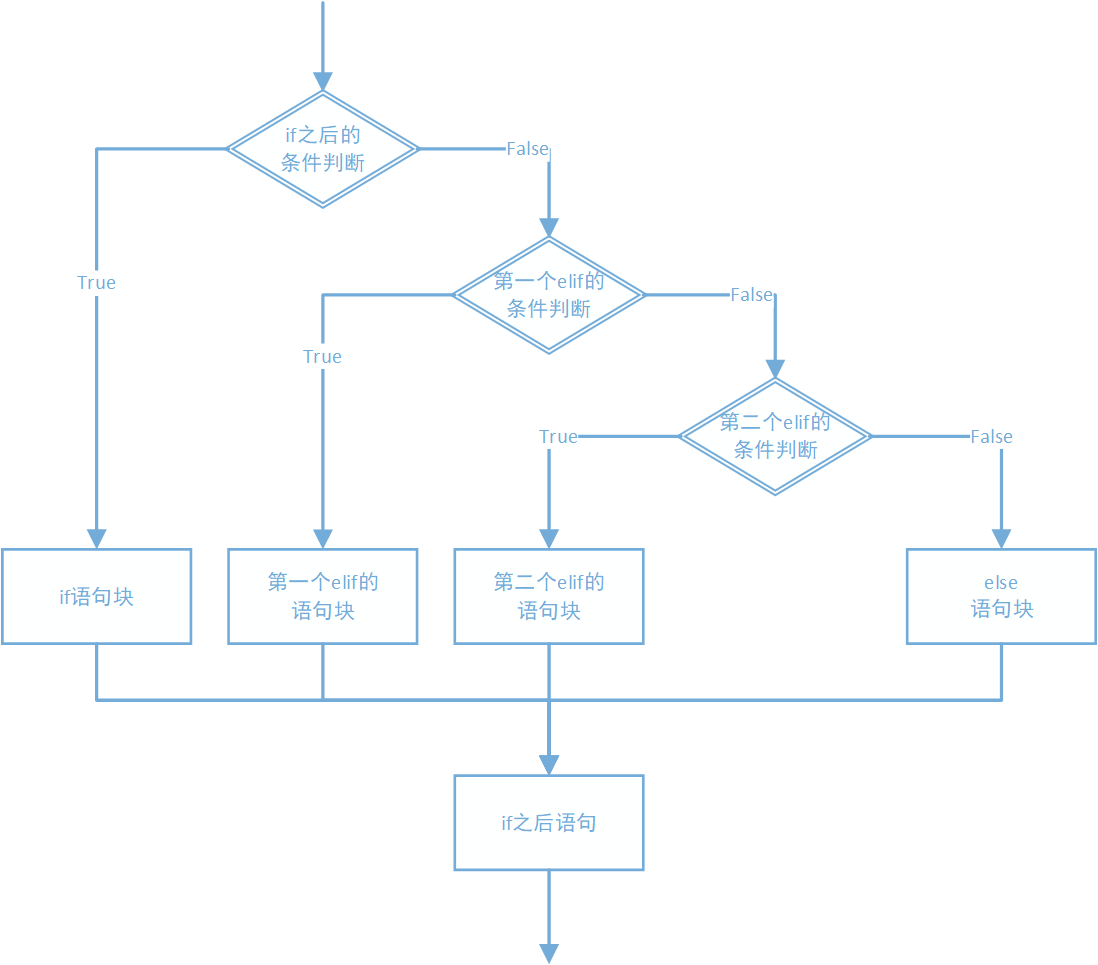 if之后的
条件判断
False
True
第一个elif的
条件判断
False
True
第二个elif的
条件判断
True
False
if语句块
第一个elif的
语句块
第二个elif的
语句块
else
语句块
if之后语句